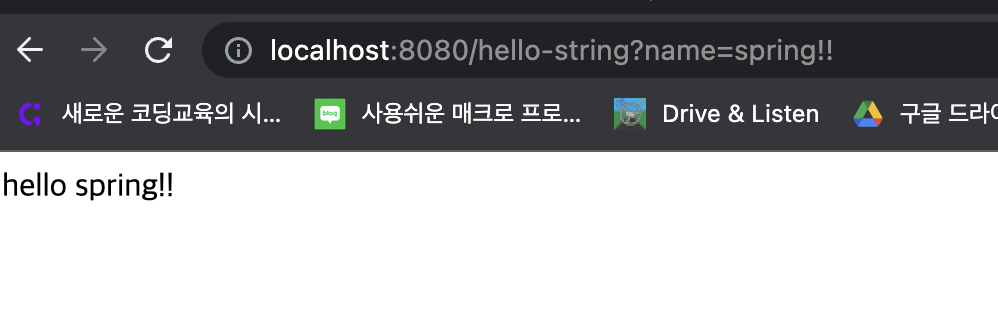 localhost:8080/hello-string?name=spring!!
새로운 코딩교육의 시... blog 사용쉬운 매크로 프로... Drive & Listen 구글 드라이
hello spring!!